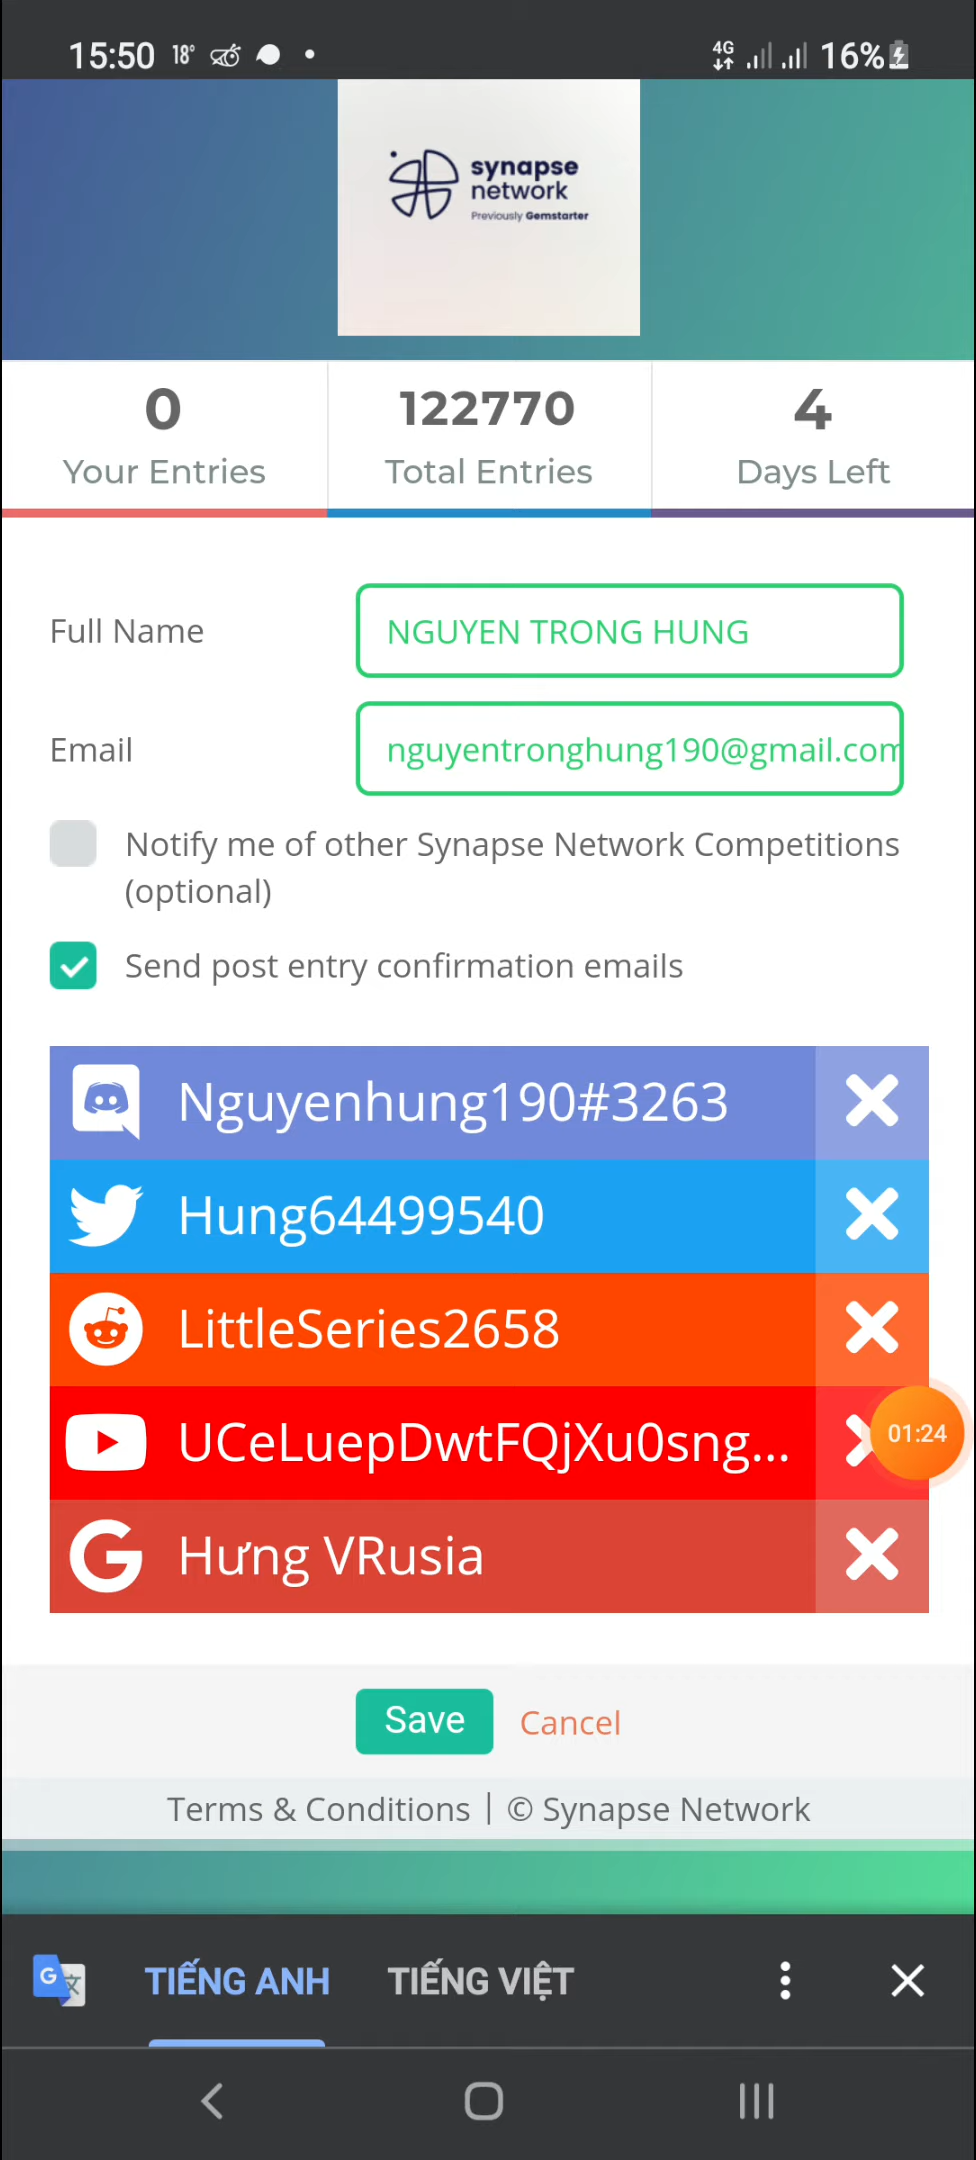 15:50 18° 4G 16%
synapse
network
Previously Gemstarter
0 122770 4
Your Entries Total Entries Days Left
Full Name NGUYEN TRONG HUNG
Email nguyentronghung190@gmail.com
Notify me of other Synapse Network Competitions
(optional)
Send post entry confirmation emails
Nguyenhung190#3263
Hung64499540
LittleSeries2658
UCeLuepDwtFQjXu0sng...
01:24
Hưng VRusia
Save Cancel
Terms & Conditions | © Synapse Network
G 文 TIẾNG ANH TIẾNG VIỆT